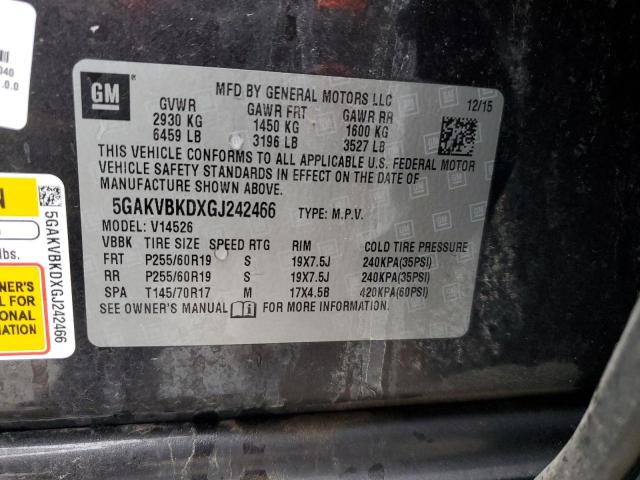 GM
MFD BY GENERAL MOTORS LLC
12/15
GVWR GAWR FRT GAWR RR
2930 KG 1450 KG 1600 KG
6459 LB 3196 LB 3527 LB
THIS VEHICLE CONFORMS TO ALL APPLICABLE U.S. FEDERAL MOTOR
VEHICLE SAFETY STANDARDS IN EFFECT ON THE DATE OF
MANUFACTURE SHOWN ABOVE.
5GAKVBKDXGJ242466 TYPE: M.P.V.
MODEL: V14526
VBBK TIRE SIZE SPEED RTG RIM COLD TIRE PRESSURE
FRT P255/60R19 S 19X7.5J 240KPA(35PSI)
RR P255/60R19 S 19X7.5J 240KPA(35PSI)
SPA T145/70R17 M 17X4.5B 420KPA(60PSI)
SEE OWNER'S MANUAL FOR MORE INFORMATION.
040
.0.0
N
lbs.
5GAKVBKDXGJ242466
L FOR
IONAL
MATION